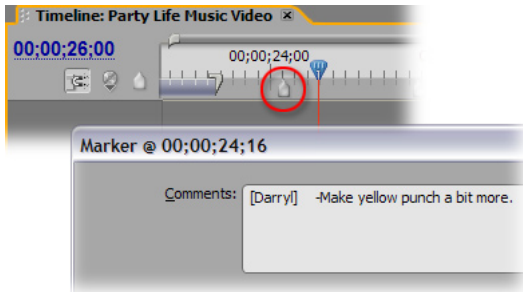 Timeline: Party Life Music Video
00;00;26;00
00;00;24;00
Marker @ 00;00;24;16
Comments: [Darryl] -Make yellow punch a bit more.